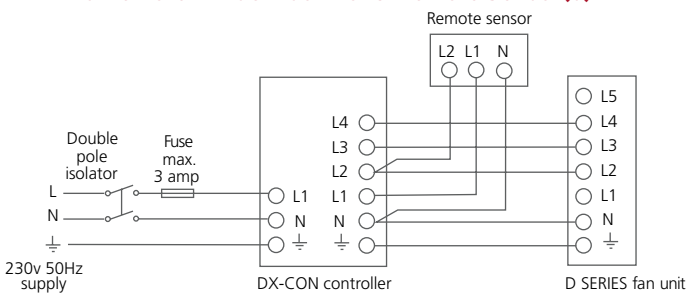 Remote sensor
L2 L1 N
L5
L4 L4
L3 L3
L2 L2
Double
pole
isolator
Fuse
max.
3 amp
L L1 L1 L1
N N N N
230v 50Hz
supply
DX-CON controller
D SERIES fan unit